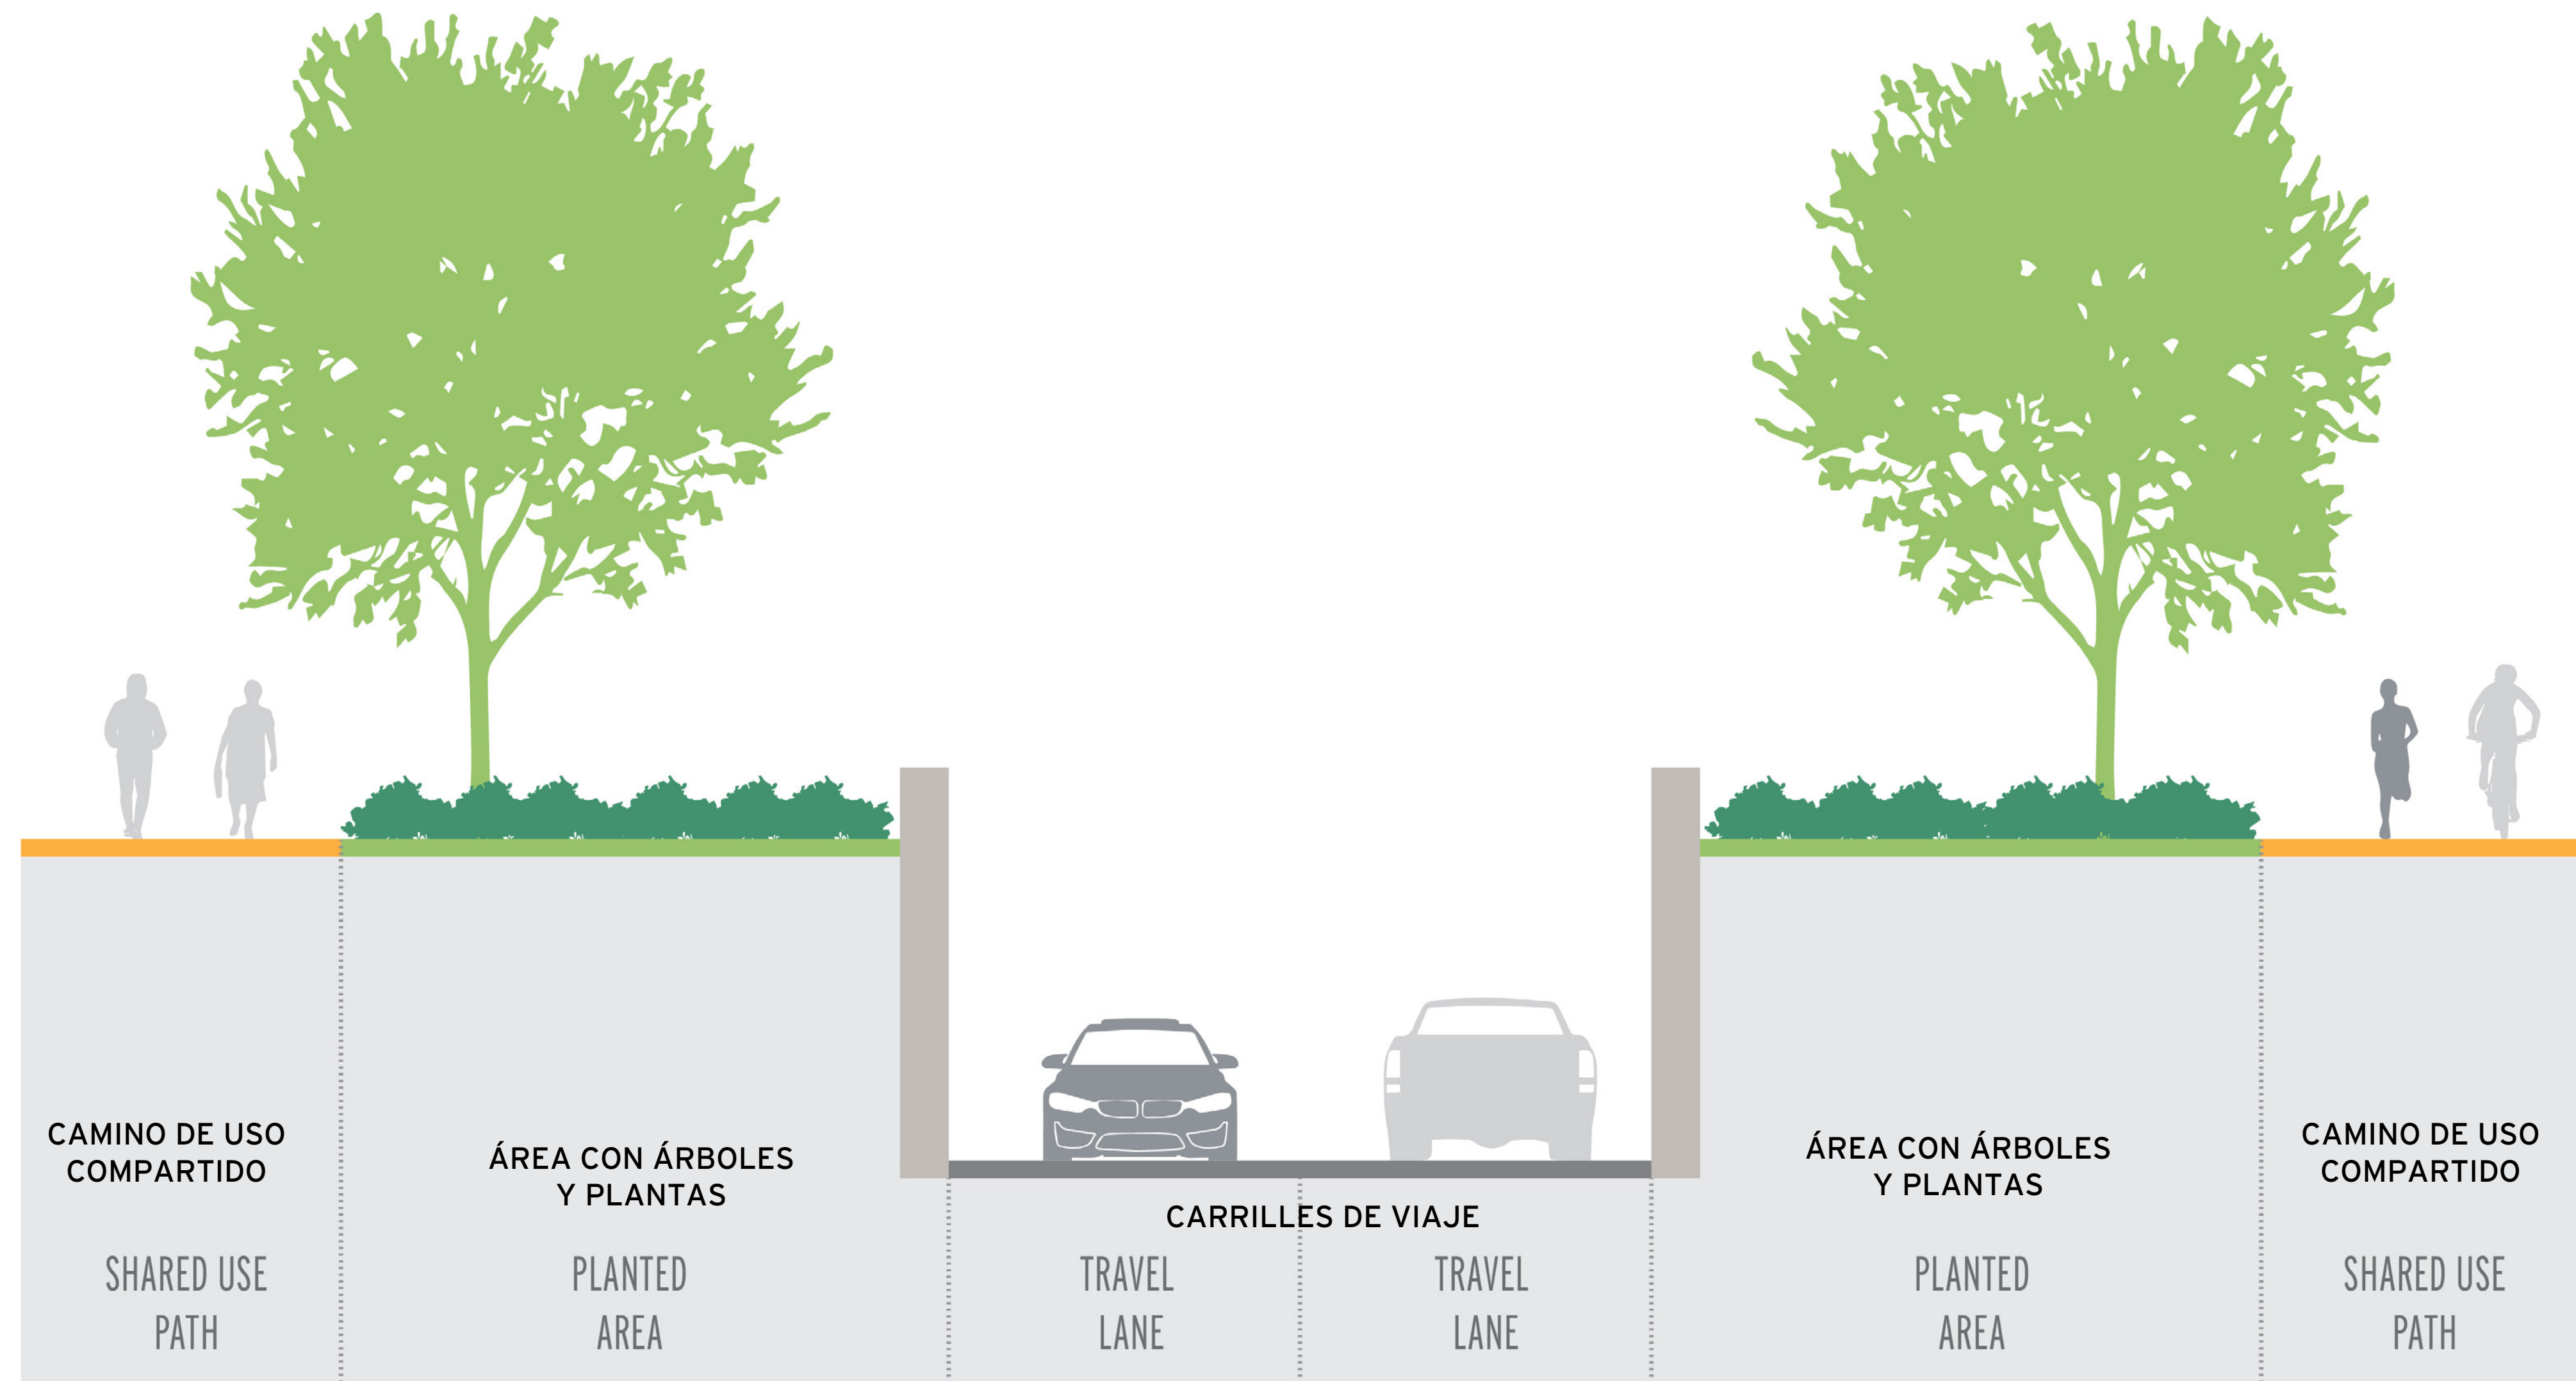 CAMINO DE USO
COMPARTIDO
SHARED USE
PATH
ÁREA CON ÁRBOLES
Y PLANTAS
PLANTED
AREA
CARRILLES DE VIAJE
TRAVEL
LANE
TRAVEL
LANE
ÁREA CON ÁRBOLES
Y PLANTAS
PLANTED
AREA
CAMINO DE USO
COMPARTIDO
SHARED USE
PATH